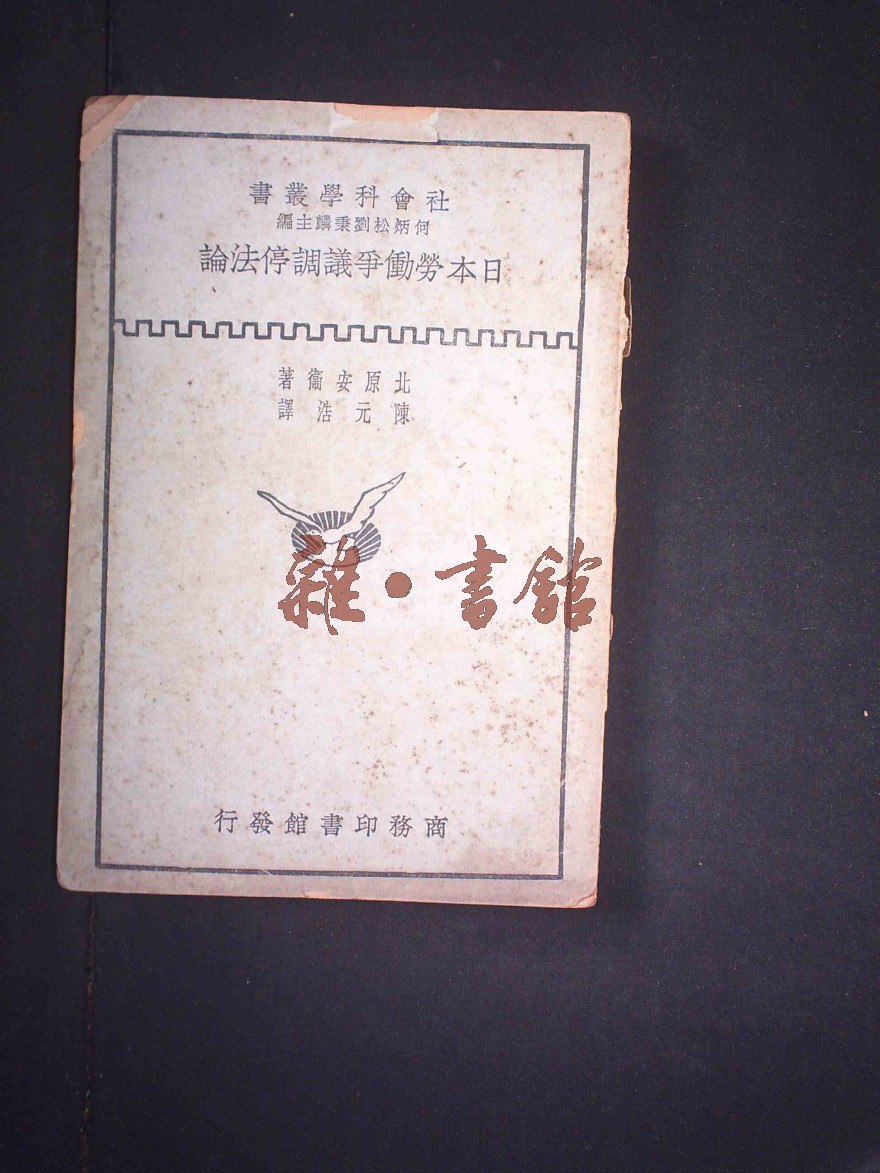 社會科學叢書
何炳松劉秉麟主編
日本勞働爭議調停法論
北原安衞著
陳元浩譯
雜·書館
商務印書館發行